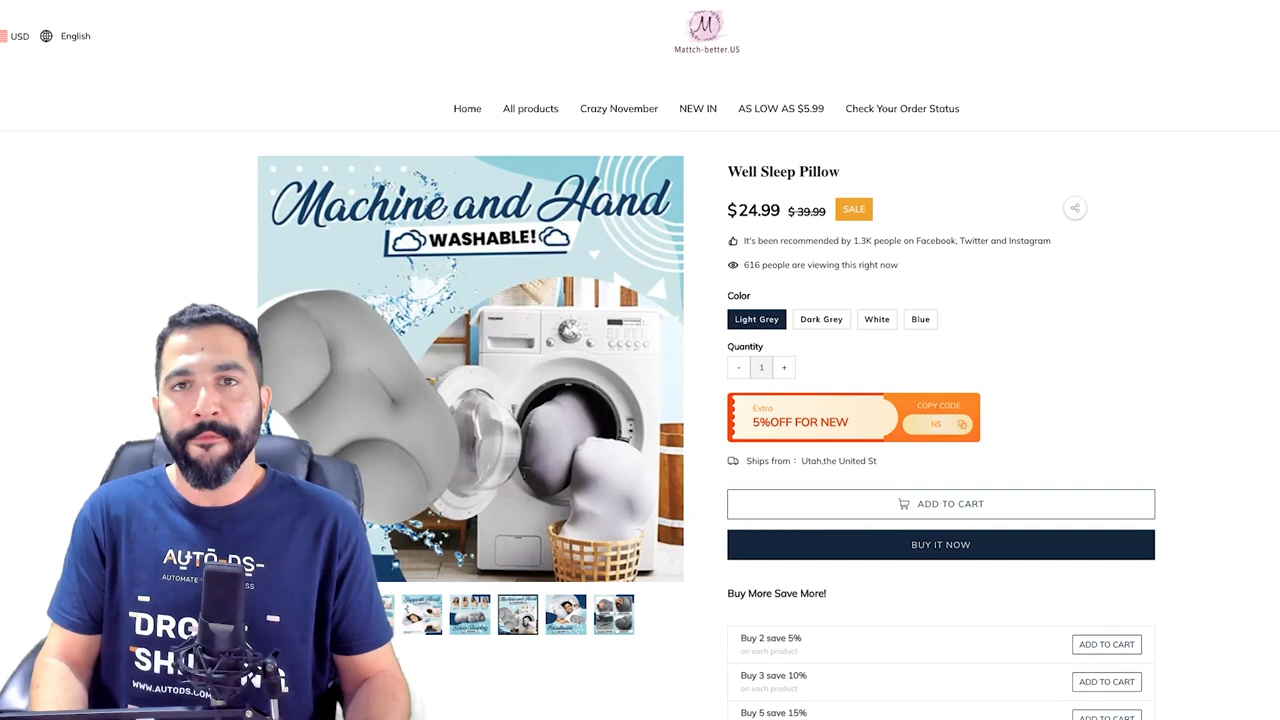 USD English
M
Mattch-better.US
Home All products Crazy November NEW IN AS LOW AS $5.99 Check Your Order Status
Machine and Hand
WASHABLE!
Well Sleep Pillow
$24.99 $39.99 SALE
It's been recommended by 1.3K people on Facebook, Twitter and Instagram
616 people are viewing this right now
Color
Light Grey Dark Grey White Blue
Quantity
- 1 +
Extra
5%OFF FOR NEW
COPY CODE
NS
Ships from : Utah,the United St
ADD TO CART
BUY IT NOW
Buy More Save More!
Buy 2 save 5%
on each product
ADD TO CART
Buy 3 save 10%
on each product
ADD TO CART
Buy 5 save 15%
ADD TO CART
AUTO-DS-
AUTOMATE
WWW.AUTODS.COM